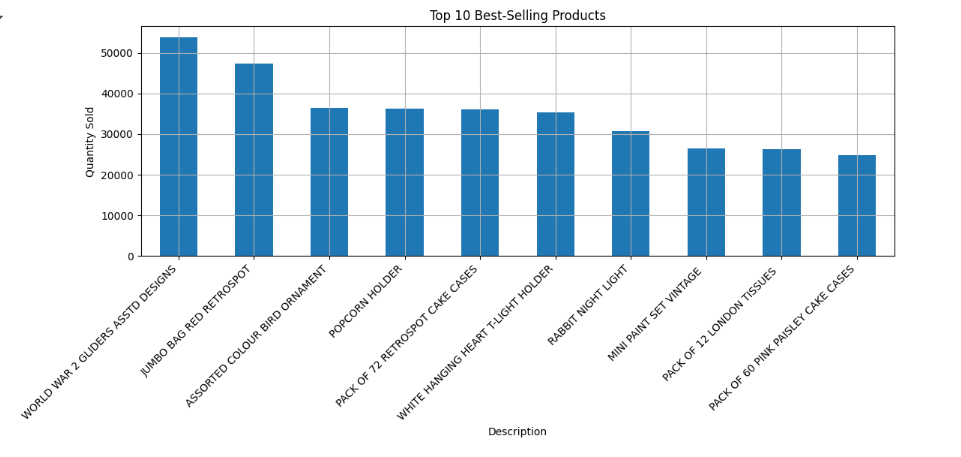 Top 10 Best-Selling Products
Quantity Sold
50000
40000
30000
20000
10000
0
WORLD WAR 2 GLIDERS ASSTD DESIGNS
JUMBO BAG RED RETROSPOT
ASSORTED COLOUR BIRD ORNAMENT
POPCORN HOLDER
PACK OF 72 RETROSPOT CAKE CASES
WHITE HANGING HEART T-LIGHT HOLDER
RABBIT NIGHT LIGHT
MINI PAINT SET VINTAGE
PACK OF 12 LONDON TISSUES
PACK OF 60 PINK PAISLEY CAKE CASES
Description